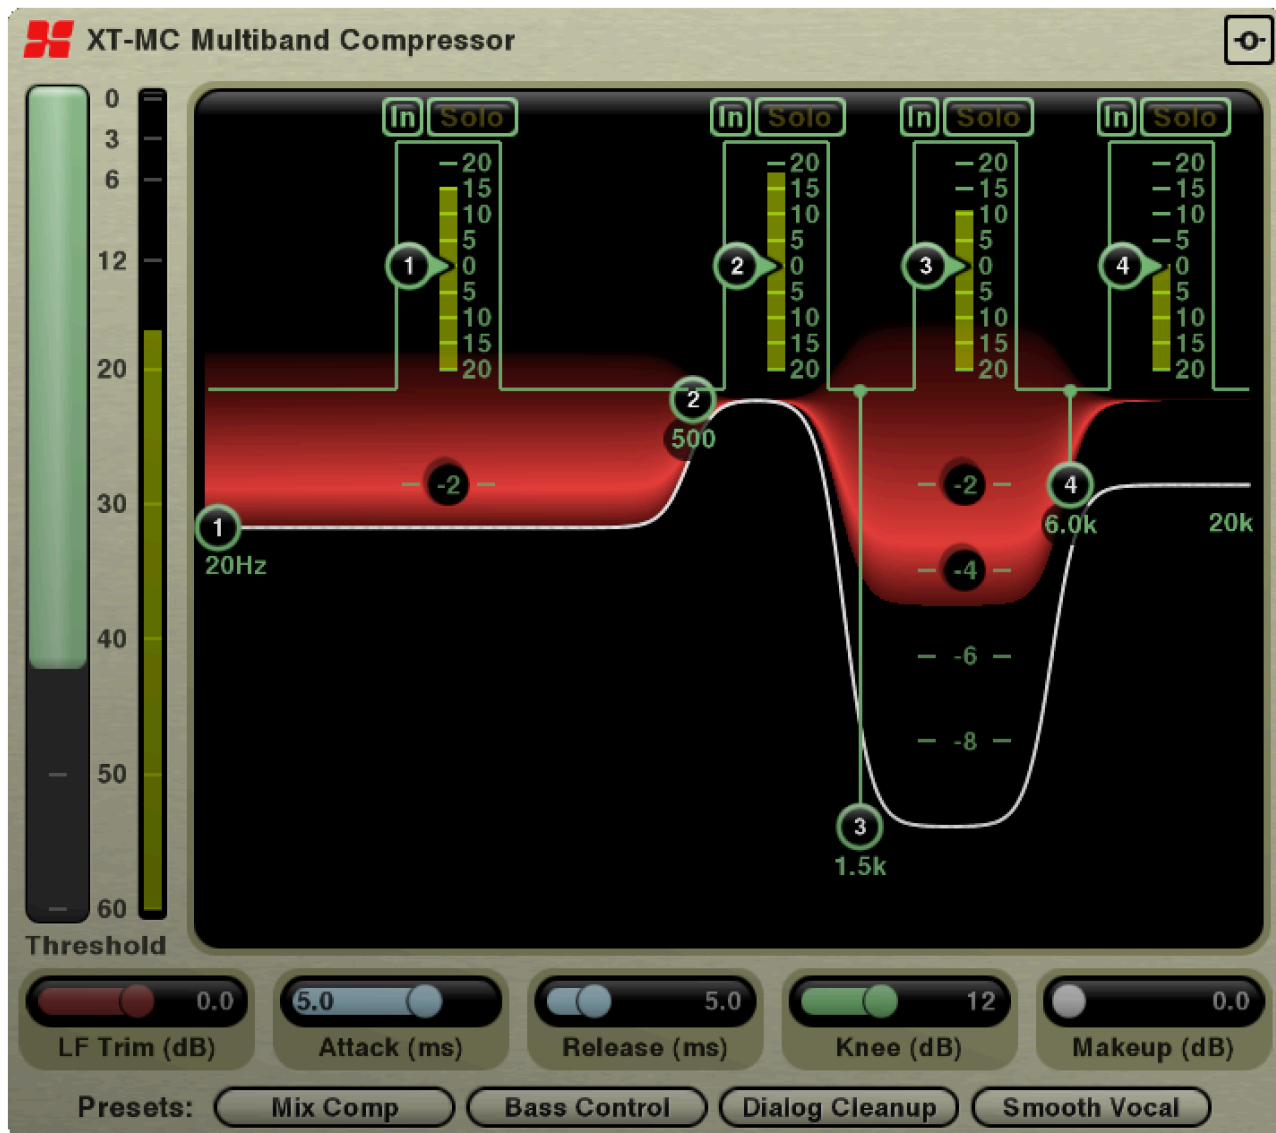 XT-MC Multiband Compressor
-O-
In Solo In Solo In Solo In Solo
0
3
6
12
20
30
40
50
60
Threshold
20 20 20 20
15 15 15 15
10 10 10 10
5 5 5 5
1 0 2 0 3 0 4 0
5 5 5 5
10 10 10 10
15 15 15 15
20 20 20 20
2
500
-2 -2 4
1 6.0k 20k
20Hz -4
-6
-8
3
1.5k
0.0 5.0 5.0 12 0.0
LF Trim (dB) Attack (ms) Release (ms) Knee (dB) Makeup (dB)
Presets: Mix Comp Bass Control Dialog Cleanup Smooth Vocal